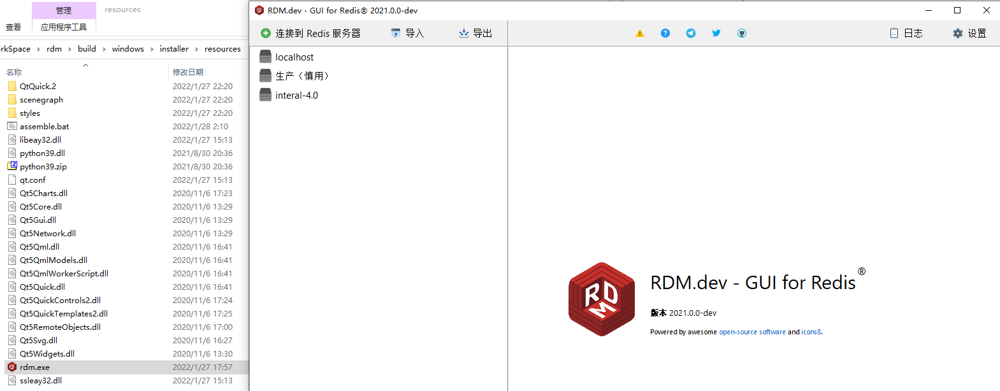 管理
resources
查看
应用程序工具
rkSpace > rdm > build > windows > installer > resources
名称 修改日期
QtQuick.2 2022/1/27 22:20
scenegraph 2022/1/27 22:20
styles 2022/1/27 22:20
assemble.bat 2022/1/28 2:10
libeay32.dll 2022/1/27 15:13
python39.dll 2021/8/30 20:36
python39.zip 2021/8/30 20:36
qt.conf 2022/1/27 15:13
Qt5Charts.dll 2020/11/6 17:23
Qt5Core.dll 2020/11/6 13:29
Qt5Gui.dll 2020/11/6 13:29
Qt5Network.dll 2020/11/6 13:29
Qt5Qml.dll 2020/11/6 16:41
Qt5QmlModels.dll 2020/11/6 16:41
Qt5QmlWorkerScript.dll 2020/11/6 16:41
Qt5Quick.dll 2020/11/6 16:41
Qt5QuickControls2.dll 2020/11/6 17:24
Qt5QuickTemplates2.dll 2020/11/6 17:25
Qt5RemoteObjects.dll 2020/11/6 17:00
Qt5Svg.dll 2020/11/6 16:27
Qt5Widgets.dll 2020/11/6 13:30
rdm.exe 2022/1/27 17:57
ssleay32.dll 2022/1/27 15:13
RDM.dev - GUI for Redis® 2021.0.0-dev
连接到 Redis 服务器 导入 导出 日志 设置
localhost
生产（慎用）
interal-4.0
RDM
RDM.dev - GUI for Redis®
版本 2021.0.0-dev
Powered by awesome open-source software and icons8.